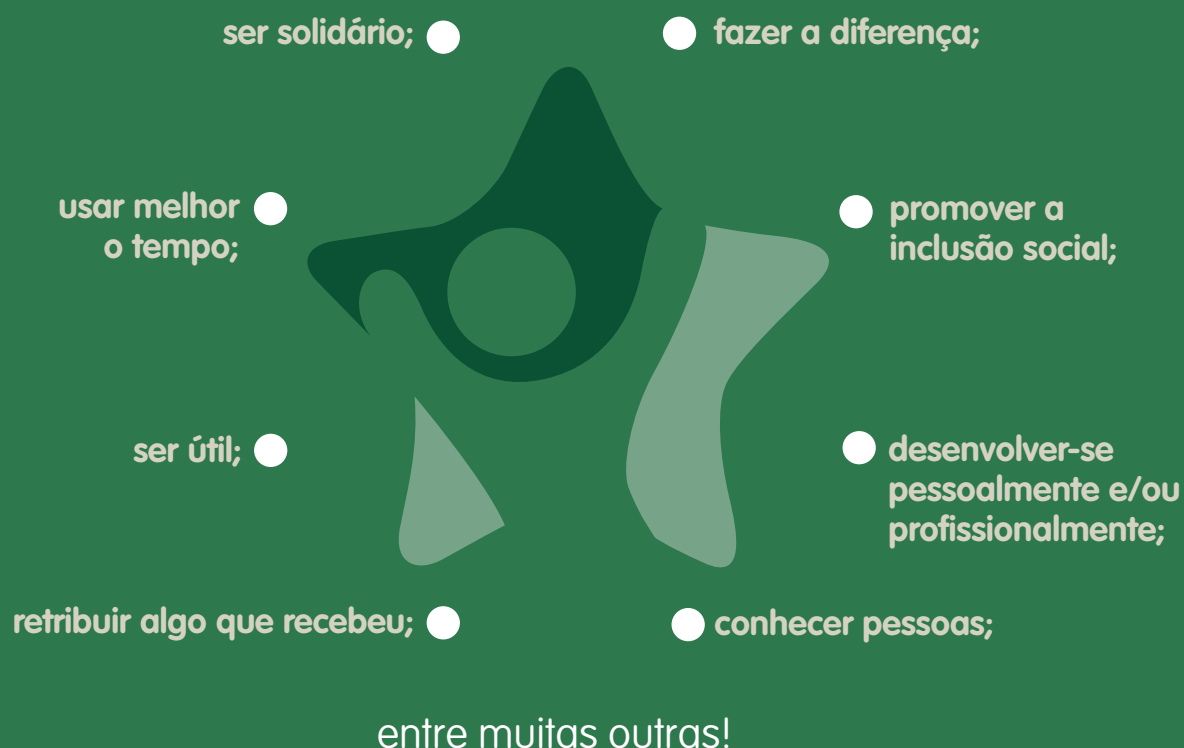 ser solidário;
fazer a diferença;
usar melhor
o tempo;
promover a
inclusão social;
ser útil;
desenvolver-se
pessoalmente e/ou
profissionalmente;
retribuir algo que recebeu;
conhecer pessoas;
entre muitas outras!